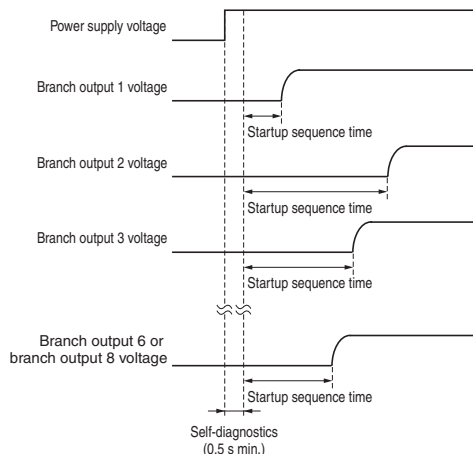 Power supply voltage
Branch output 1 voltage
Startup sequence time
Branch output 2 voltage
Startup sequence time
Branch output 3 voltage
Startup sequence time
Branch output 6 or
branch output 8 voltage
Startup sequence time
Self-diagnostics
(0.5 s min.)